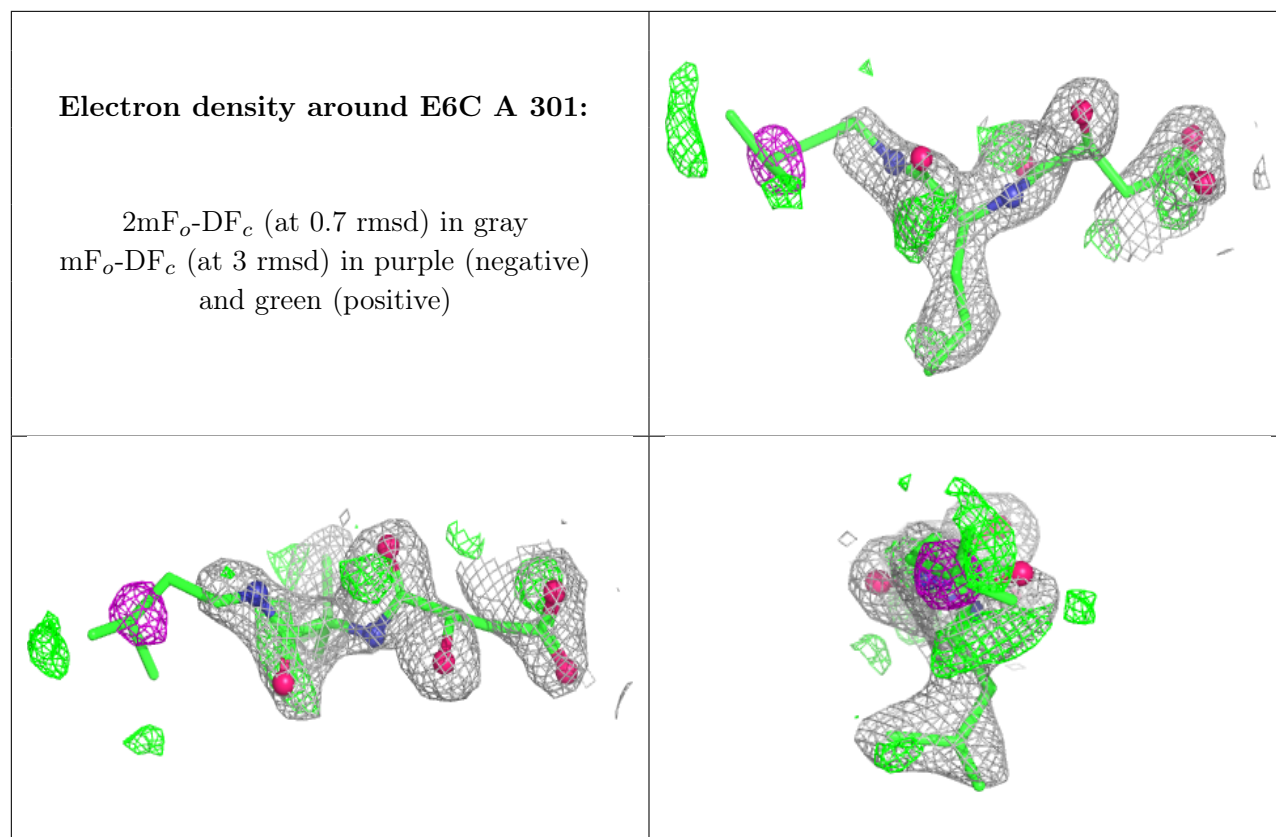 Electron density around E6C A 301:
2mFo-DFc (at 0.7 rmsd) in gray
mFo-DFc (at 3 rmsd) in purple (negative)
and green (positive)